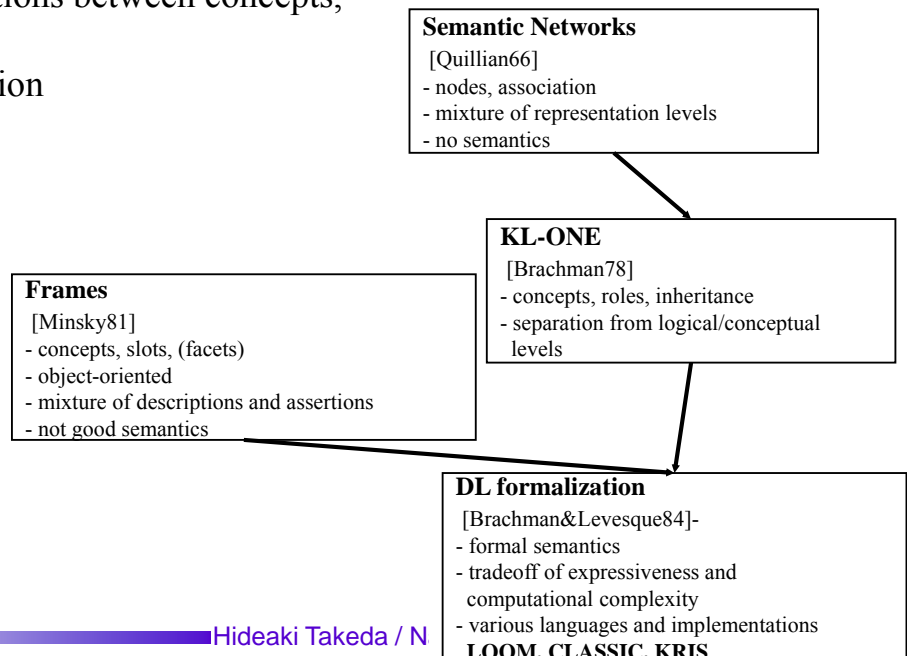 tions between concepts,
ion
Semantic Networks
[Quillian66]
- nodes, association
- mixture of representation levels
- no semantics
KL-ONE
[Brachman78]
- concepts, roles, inheritance
- separation from logical/conceptual
levels
Frames
[Minsky81]
- concepts, slots, (facets)
- object-oriented
- mixture of descriptions and assertions
- not good semantics
DL formalization
[Brachman&Levesque84]-
- formal semantics
- tradeoff of expressiveness and
computational complexity
- various languages and implementations
LOOM, CLASSIC, KRIS
Hideaki Takeda / N